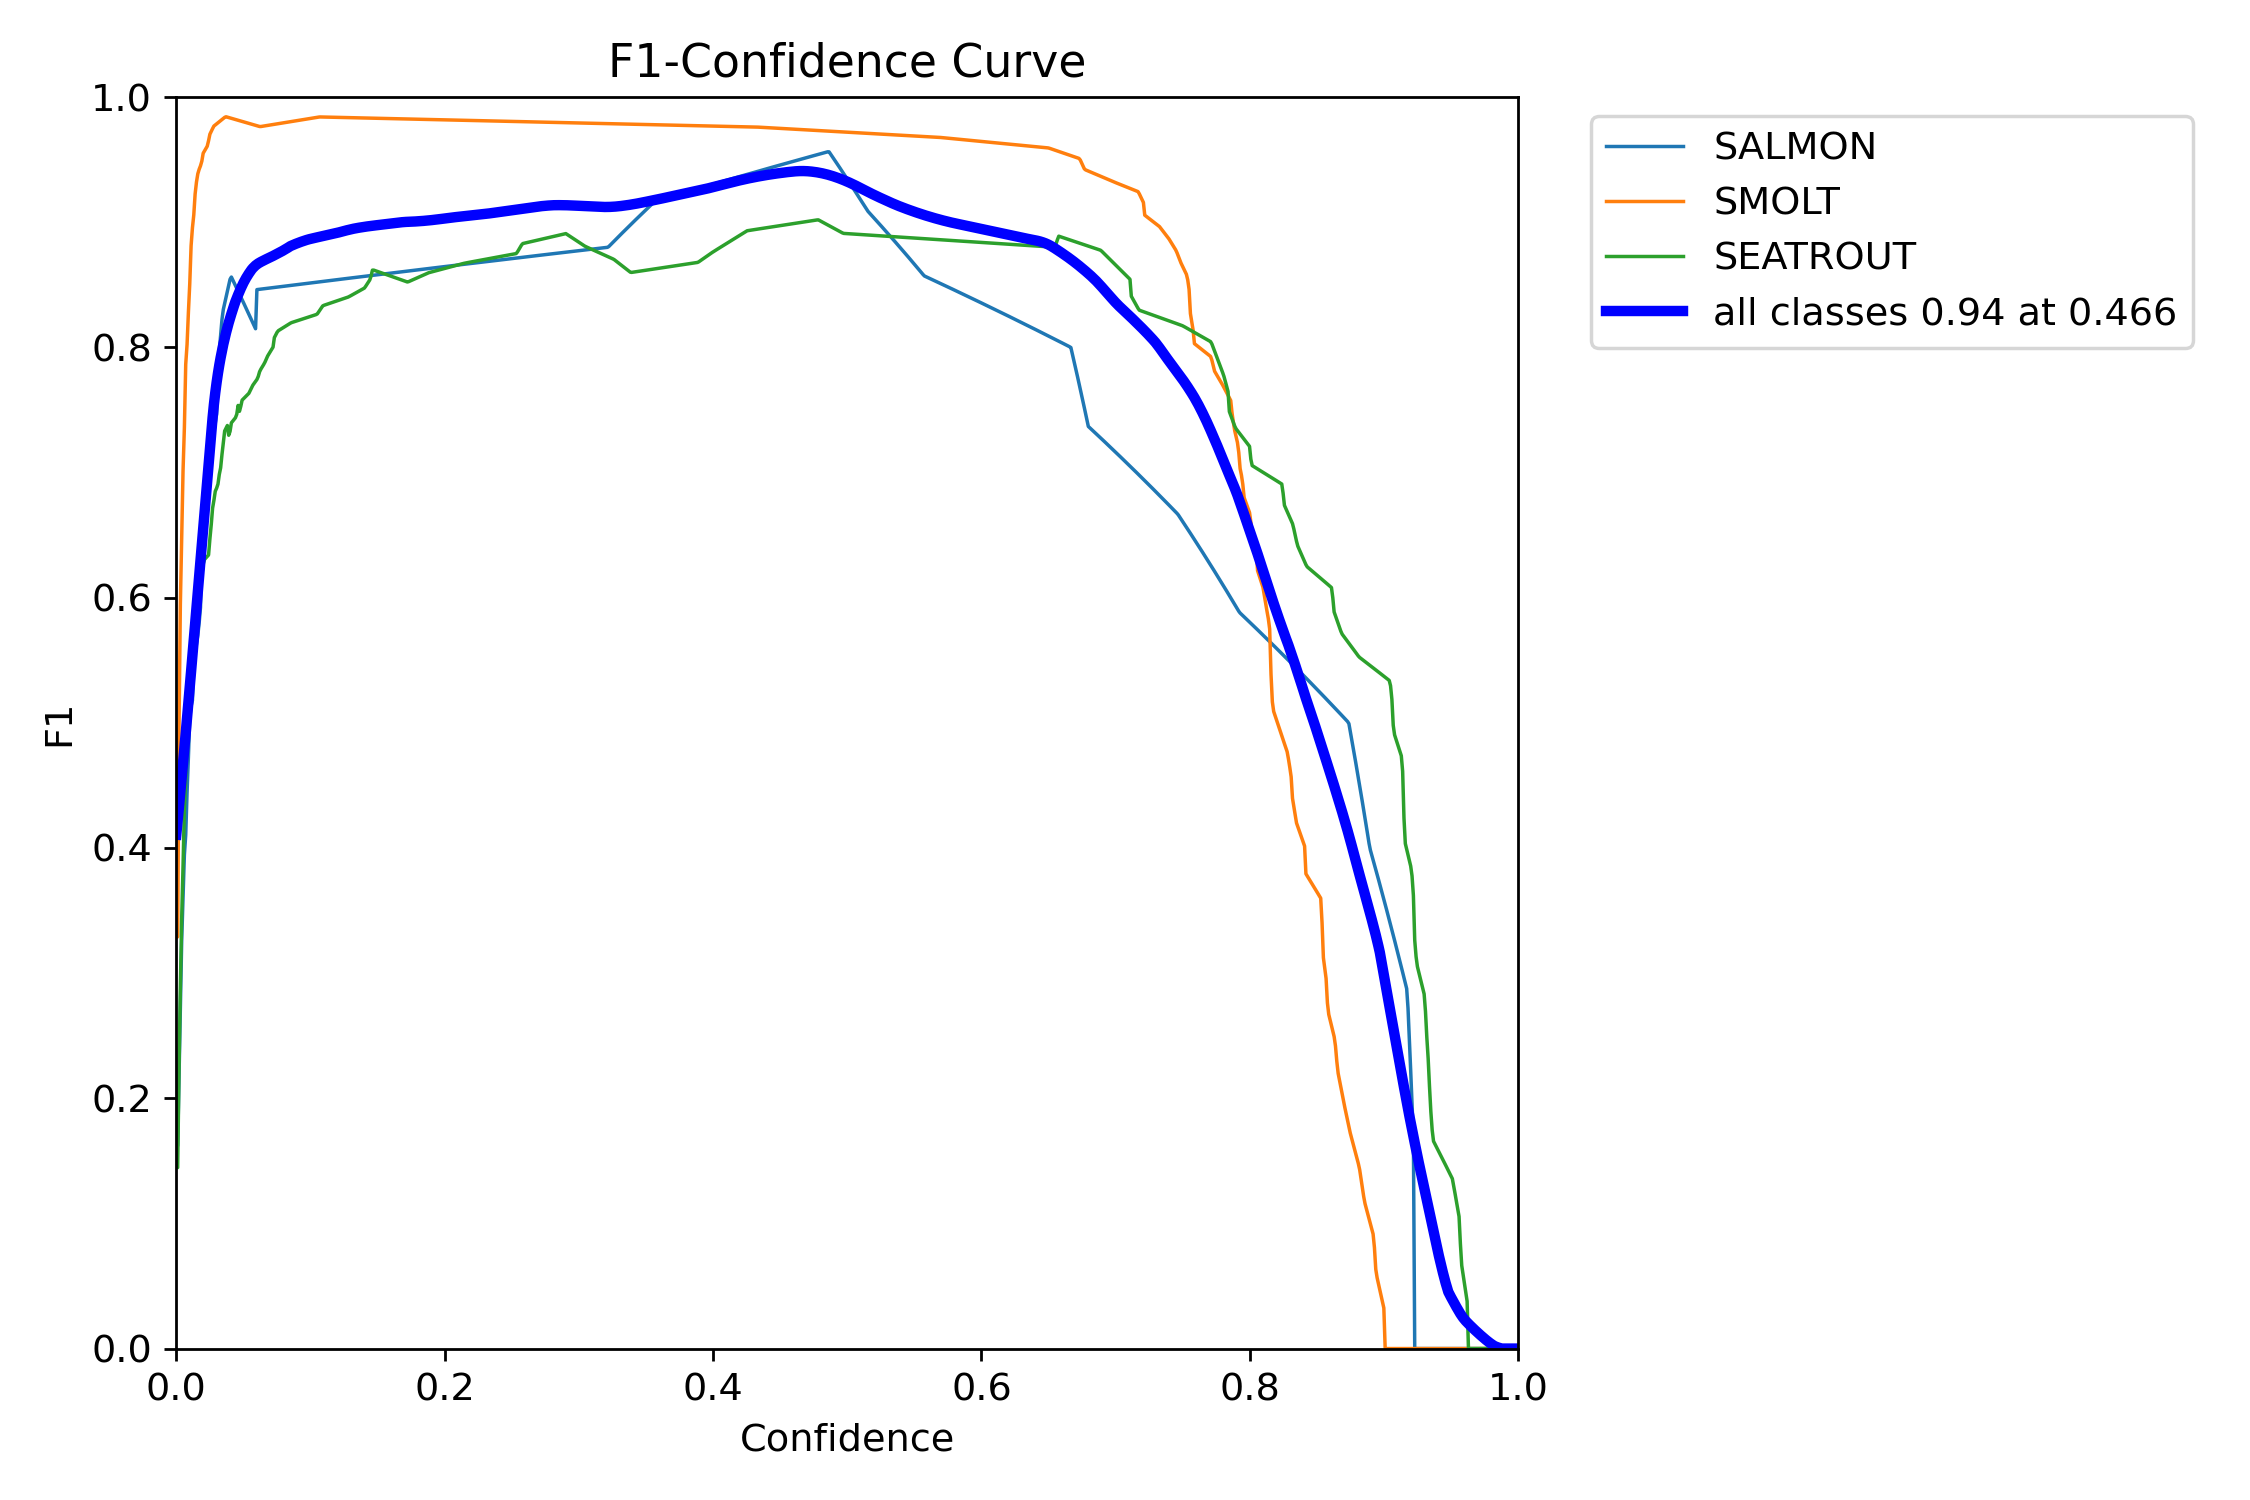 F1-Confidence Curve
1.0
0.8
0.6
0.4
0.2
0.0
F1
0.0 0.2 0.4 0.6 0.8 1.0
Confidence
SALMON
SMOLT
SEATROUT
all classes 0.94 at 0.466